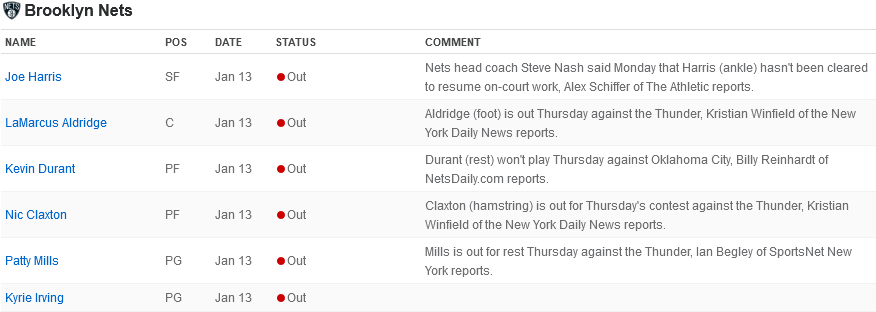 NETS
B
Brooklyn Nets
NAME POS DATE STATUS COMMENT
Joe Harris SF Jan 13 Out Nets head coach Steve Nash said Monday that Harris (ankle) hasn't been cleared
to resume on-court work, Alex Schiffer of The Athletic reports.
LaMarcus Aldridge C Jan 13 Out Aldridge (foot) is out Thursday against the Thunder, Kristian Winfield of the New
York Daily News reports.
Kevin Durant PF Jan 13 Out Durant (rest) won't play Thursday against Oklahoma City, Billy Reinhardt of
NetsDaily.com reports.
Nic Claxton PF Jan 13 Out Claxton (hamstring) is out for Thursday's contest against the Thunder, Kristian
Winfield of the New York Daily News reports.
Patty Mills PG Jan 13 Out Mills is out for rest Thursday against the Thunder, Ian Begley of SportsNet New
York reports.
Kyrie Irving PG Jan 13 Out